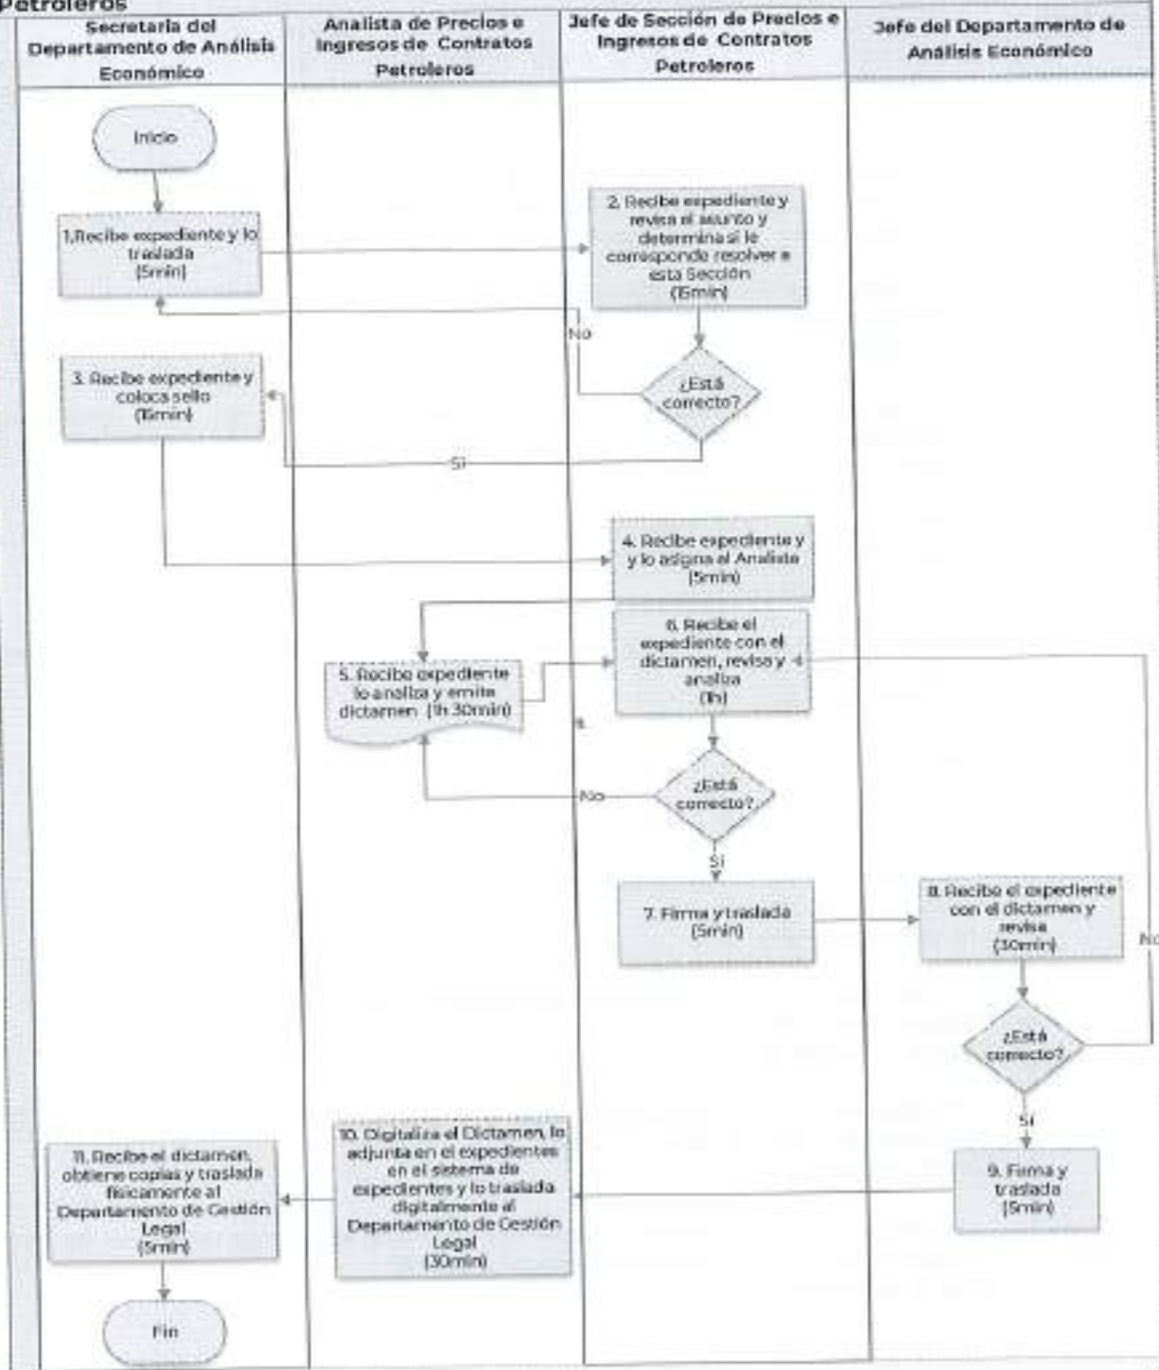 Petroleros
Secretaria del
Departamento de Análisis
Económico
Analista de Precios e
Ingresos de Contratos
Petroleros
Jefe de Sección de Precios e
Ingresos de Contratos
Petroleros
Jefe del Departamento de
Análisis Económico
Inicio
1.Recibe expediente y lo
traslada
(5min)
2. Recibe expediente y
revisa el asunto y
determina si le
corresponde resolver a
esta Sección
(15min)
No
¿Está
correcto?
3. Recibe expediente y
coloca sello
(15min)
Si
4. Recibe expediente y
y lo asigna al Analista
(5min)
5. Recibe expediente
lo analiza y emite
dictamen (1h 30min)
6. Recibe el
expediente con el
dictamen, revisa y
analiza
(1h)
¿Está
correcto?
No
Si
7. Firma y traslada
(5min)
8. Recibe el expediente
con el dictamen y
revisa
(30min)
No
¿Está
correcto?
Si
9. Firma y
traslada
(5min)
10. Digitaliza el Dictamen, lo
adjunta en el expedientes
en el sistema de
expedientes y lo traslada
digitalmente al
Departamento de Gestión
Legal
(30min)
11. Recibe el dictamen,
obtiene copias y traslada
físicamente al
Departamento de Gestión
Legal
(5min)
Fin